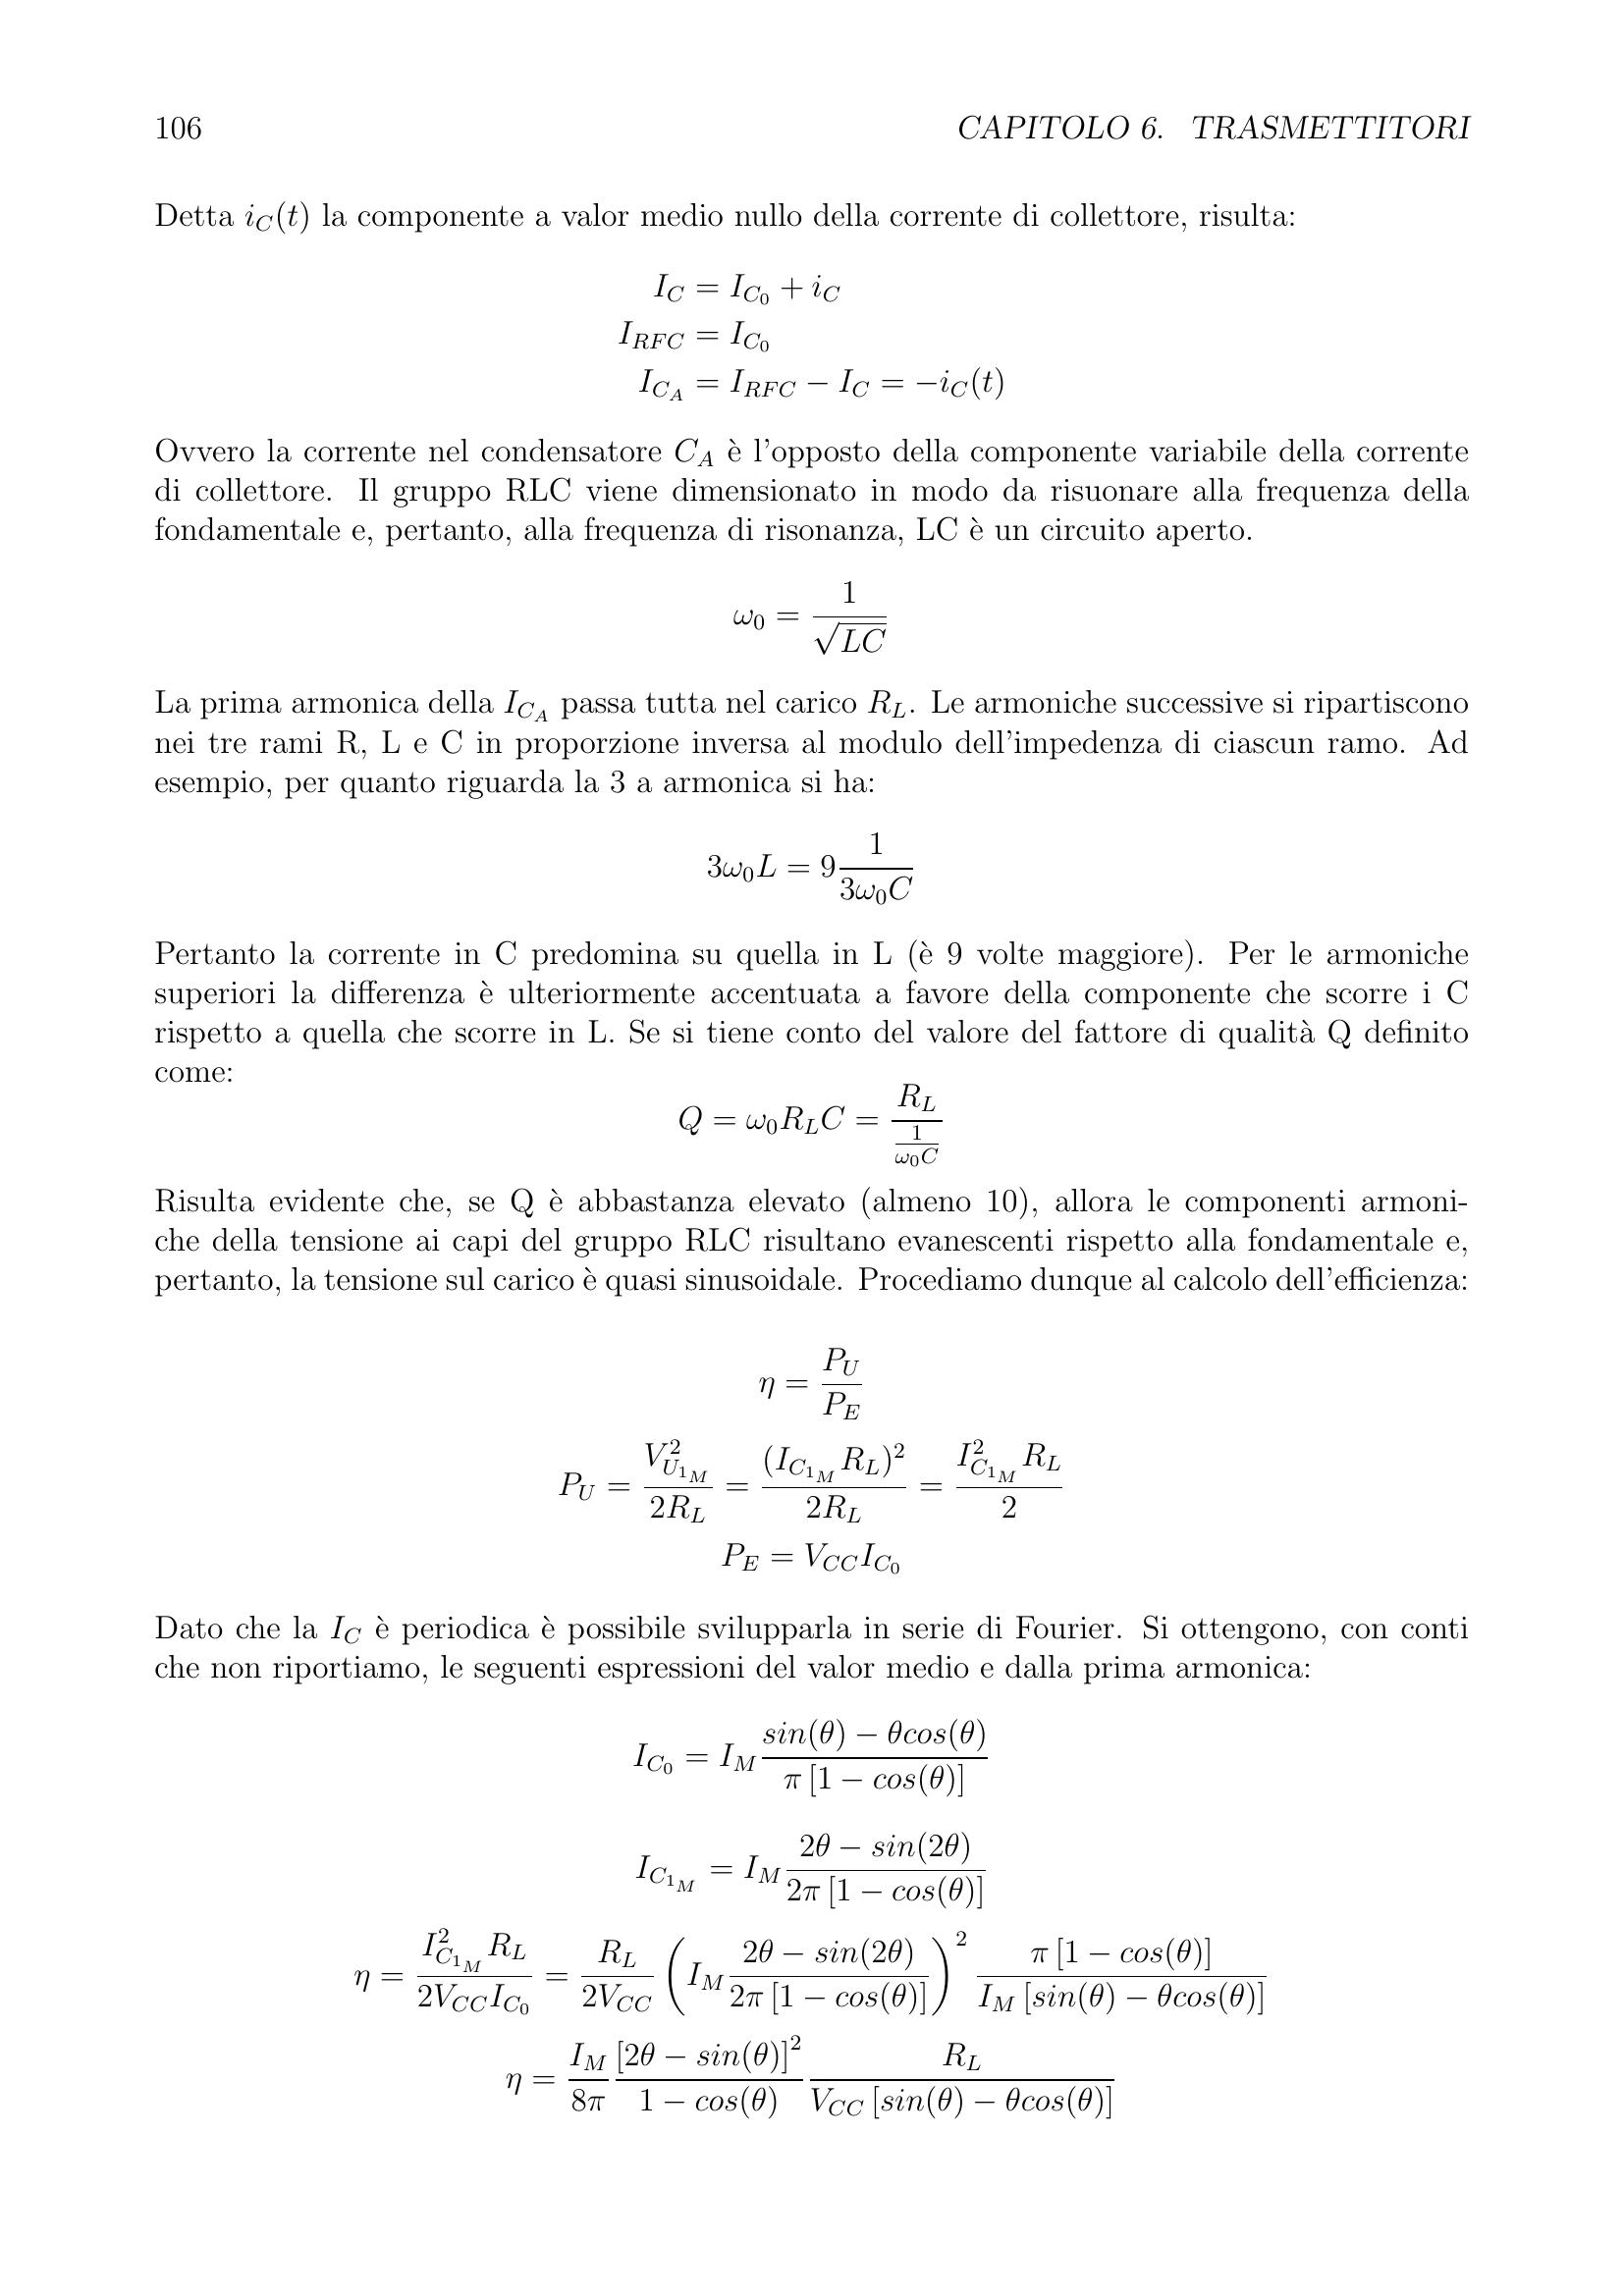 106 CAPITOLO 6. TRASMETTITORI
Detta $i_C(t)$ la componente a valor medio nullo della corrente di collettore, risulta:
$I_C = I_{C_0} + i_C$
$I_{RFC} = I_{C_0}$
$I_{C_A} = I_{RFC} - I_C = -i_C(t)$
Ovvero la corrente nel condensatore $C_A$ è l'opposto della componente variabile della corrente
di collettore. Il gruppo RLC viene dimensionato in modo da risuonare alla frequenza della
fondamentale e, pertanto, alla frequenza di risonanza, LC è un circuito aperto.
$\omega_0 = \frac{1}{\sqrt{LC}}$
La prima armonica della $I_{C_A}$ passa tutta nel carico $R_L$. Le armoniche successive si ripartiscono
nei tre rami R, L e C in proporzione inversa al modulo dell'impedenza di ciascun ramo. Ad
esempio, per quanto riguarda la 3 a armonica si ha:
$3\omega_0 L = 9\frac{1}{3\omega_0 C}$
Pertanto la corrente in C predomina su quella in L (è 9 volte maggiore). Per le armoniche
superiori la differenza è ulteriormente accentuata a favore della componente che scorre i C
rispetto a quella che scorre in L. Se si tiene conto del valore del fattore di qualità Q definito
come:
$Q = \omega_0 R_L C = \frac{R_L}{\frac{1}{\omega_0 C}}$
Risulta evidente che, se Q è abbastanza elevato (almeno 10), allora le componenti armoni-
che della tensione ai capi del gruppo RLC risultano evanescenti rispetto alla fondamentale e,
pertanto, la tensione sul carico è quasi sinusoidale. Procediamo dunque al calcolo dell'efficienza:
$\eta = \frac{P_U}{P_E}$
$P_U = \frac{V_{U_{1_M}}^2}{2R_L} = \frac{(I_{C_{1_M}} R_L)^2}{2R_L} = \frac{I_{C_{1_M}}^2 R_L}{2}$
$P_E = V_{CC} I_{C_0}$
Dato che la $I_C$ è periodica è possibile svilupparla in serie di Fourier. Si ottengono, con conti
che non riportiamo, le seguenti espressioni del valor medio e dalla prima armonica:
$I_{C_0} = I_M \frac{sin(\theta) - \theta cos(\theta)}{\pi [1 - cos(\theta)]}$
$I_{C_{1_M}} = I_M \frac{2\theta - sin(2\theta)}{2\pi [1 - cos(\theta)]}$
$\eta = \frac{I_{C_{1_M}}^2 R_L}{2V_{CC} I_{C_0}} = \frac{R_L}{2V_{CC}} \left( I_M \frac{2\theta - sin(2\theta)}{2\pi [1 - cos(\theta)]} \right)^2 \frac{\pi [1 - cos(\theta)]}{I_M [sin(\theta) - \theta cos(\theta)]}$
$\eta = \frac{I_M}{8\pi} \frac{[2\theta - sin(\theta)]^2}{1 - cos(\theta)} \frac{R_L}{V_{CC} [sin(\theta) - \theta cos(\theta)]}$